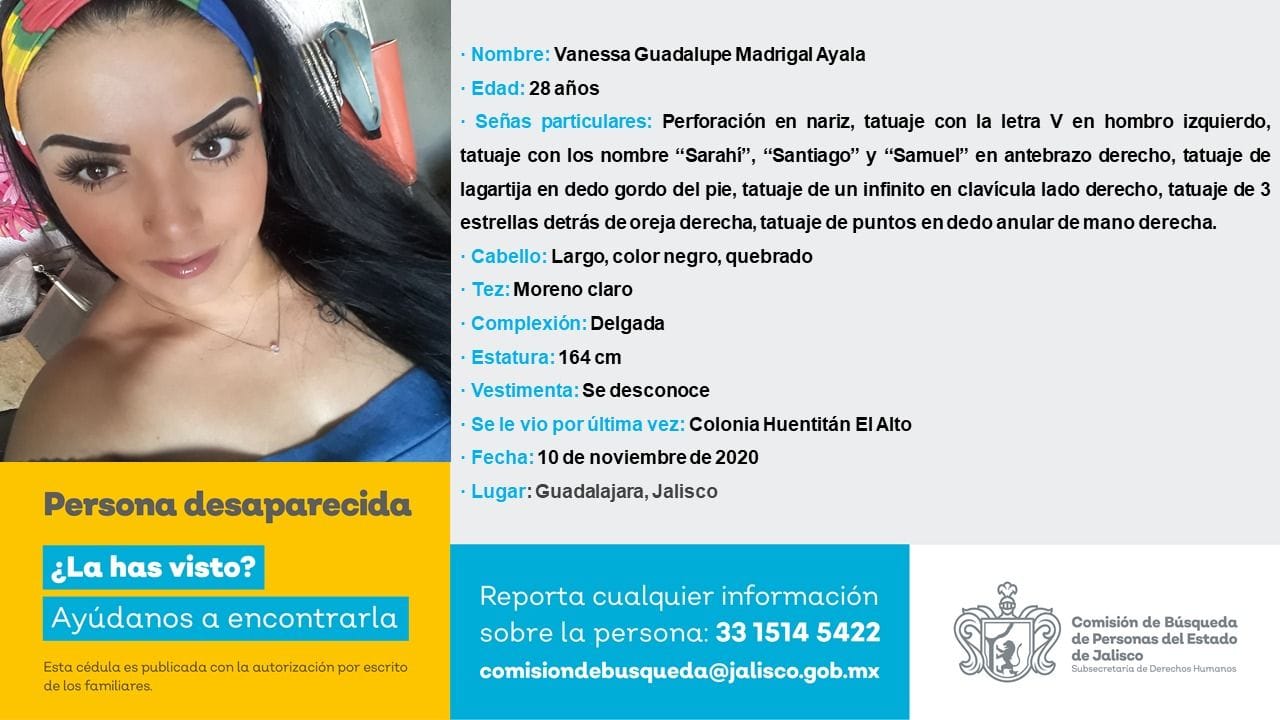 · Nombre: Vanessa Guadalupe Madrigal Ayala
· Edad: 28 años
· Señas particulares: Perforación en nariz, tatuaje con la letra V en hombro izquierdo,
tatuaje con los nombre “Sarahí”, “Santiago” y “Samuel” en antebrazo derecho, tatuaje de
lagartija en dedo gordo del pie, tatuaje de un infinito en clavícula lado derecho, tatuaje de 3
estrellas detrás de oreja derecha, tatuaje de puntos en dedo anular de mano derecha.
· Cabello: Largo, color negro, quebrado
· Tez: Moreno claro
· Complexión: Delgada
· Estatura: 164 cm
· Vestimenta: Se desconoce
· Se le vio por última vez: Colonia Huentitán El Alto
· Fecha: 10 de noviembre de 2020
· Lugar: Guadalajara, Jalisco
Persona desaparecida
¿La has visto?
Ayúdanos a encontrarla
Esta cédula es publicada con la autorización por escrito
de los familiares.
Reporta cualquier información
sobre la persona: 33 1514 5422
comisiondebusqueda@jalisco.gob.mx
Comisión de Búsqueda
de Personas del Estado
de Jalisco
Subsecretaría de Derechos Humanos